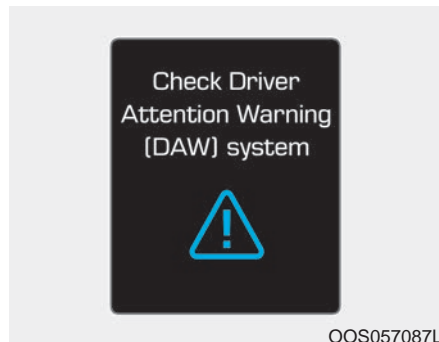 Check Driver
Attention Warning
(DAW) system
OOS057087L